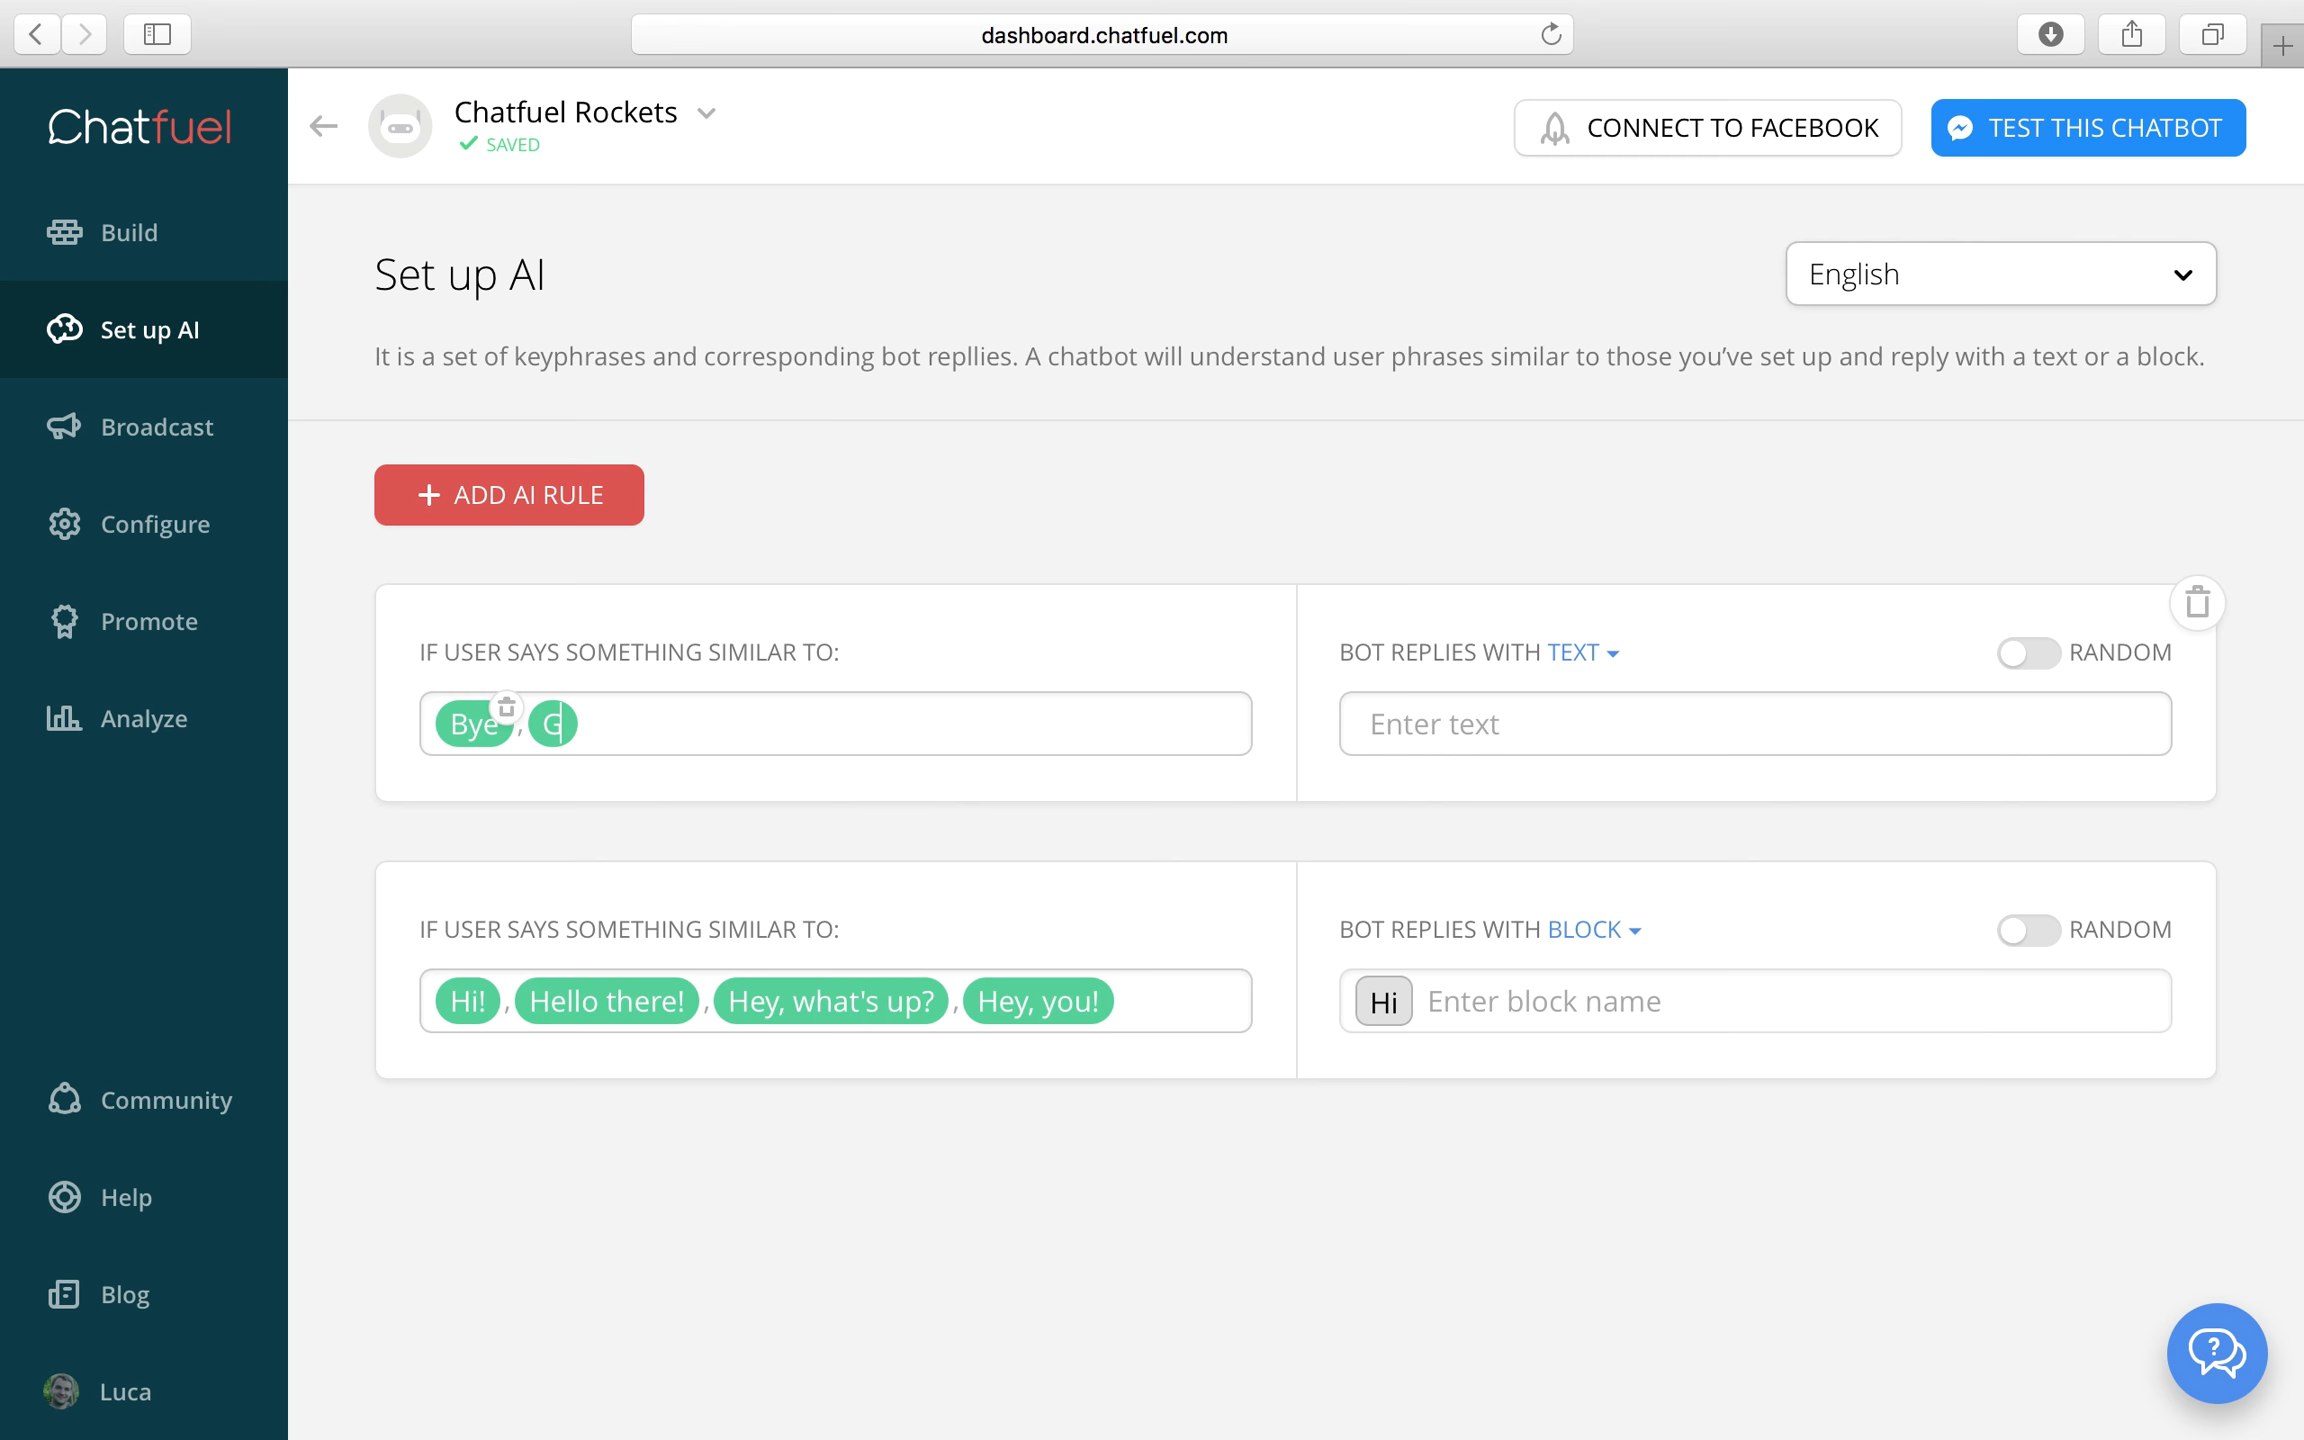 dashboard.chatfuel.com
Chatfuel
Chatfuel Rockets
SAVED
CONNECT TO FACEBOOK
TEST THIS CHATBOT
Build
Set up AI
Broadcast
Configure
Promote
Analyze
Community
Help
Blog
Luca
Set up AI
English
It is a set of keyphrases and corresponding bot repllies. A chatbot will understand user phrases similar to those you’ve set up and reply with a text or a block.
+ ADD AI RULE
IF USER SAYS SOMETHING SIMILAR TO:
Bye, G
BOT REPLIES WITH TEXT
RANDOM
Enter text
IF USER SAYS SOMETHING SIMILAR TO:
Hi!, Hello there!, Hey, what's up?, Hey, you!
BOT REPLIES WITH BLOCK
RANDOM
Hi Enter block name
?